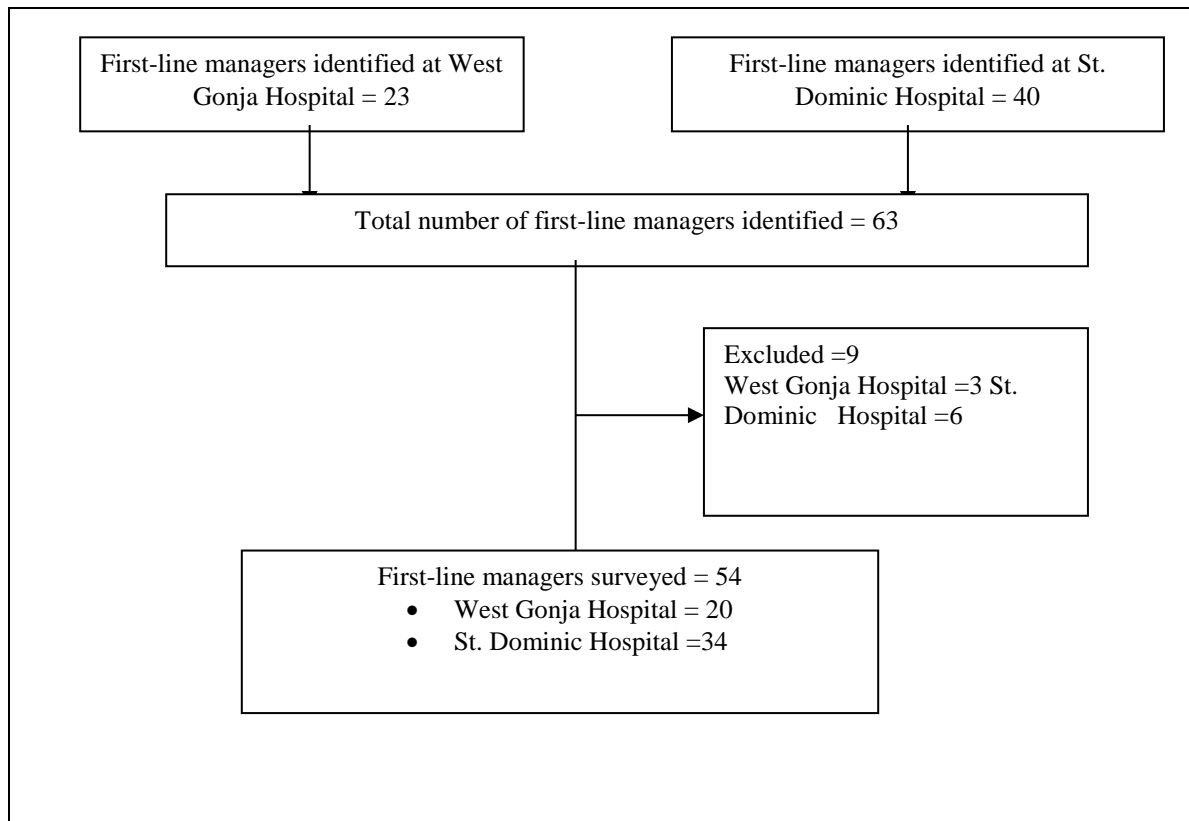 First-line managers identified at West
Gonja Hospital = 23
First-line managers identified at St.
Dominic Hospital = 40
Total number of first-line managers identified = 63
Excluded =9
West Gonja Hospital =3 St.
Dominic Hospital =6
First-line managers surveyed = 54
• West Gonja Hospital = 20
• St. Dominic Hospital =34